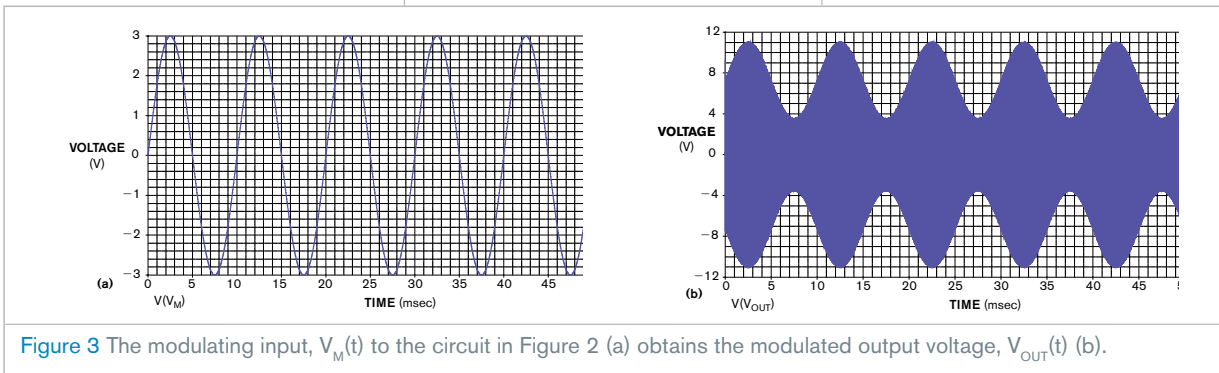 3
2
1
VOLTAGE
(V)
0
−1
−2
−3
(a)
0 5 10 15 20 25 30 35 40 45
V(V_M)
TIME (msec)
12
8
4
VOLTAGE
(V)
0
−4
−8
−12
(b)
0 5 10 15 20 25 30 35 40 45
V(V_OUT)
TIME (msec)
Figure 3 The modulating input, V_M(t) to the circuit in Figure 2 (a) obtains the modulated output voltage, V_OUT(t) (b).